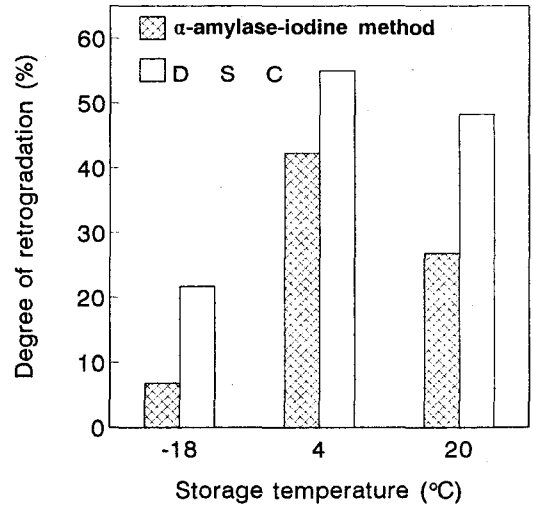 α-amylase-iodine method
D S C
Degree of retrogradation (%)
60
50
40
30
20
10
0
-18 4 20
Storage temperature (°C)